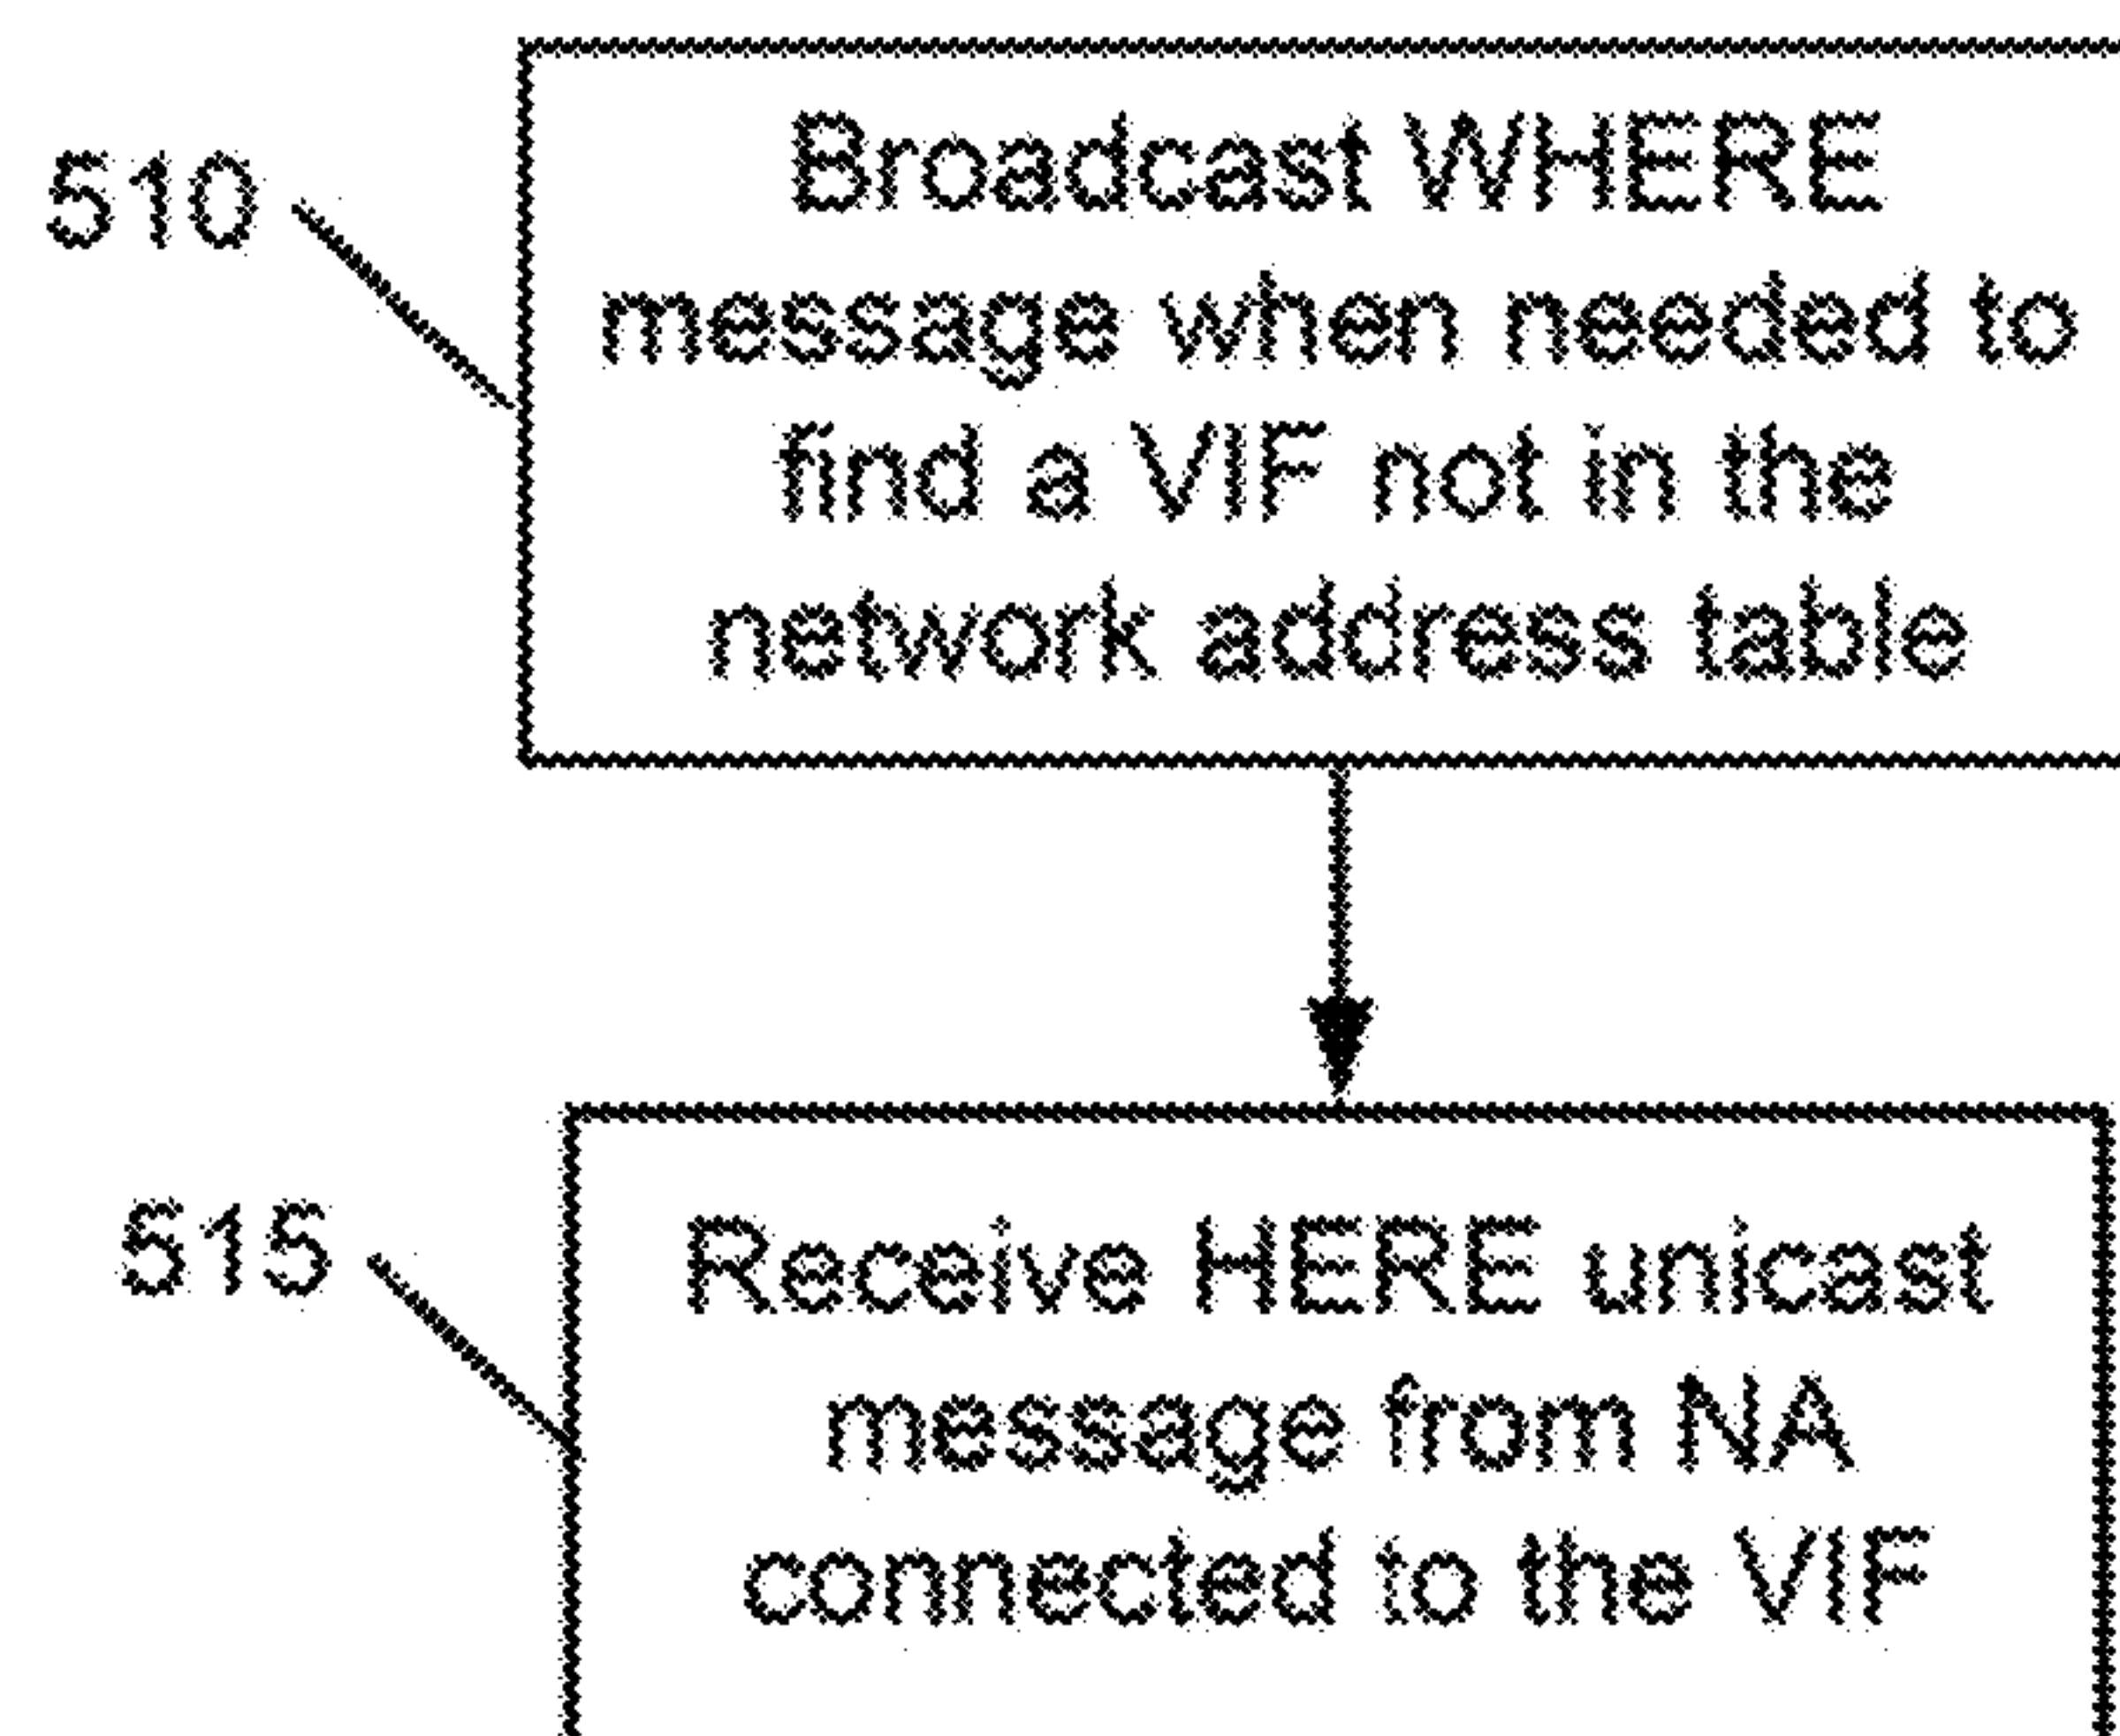 510
Broadcast WHERE
message when needed to
find a VIF not in the
network address table
515
Receive HERE unicast
message from NA
connected to the VIF